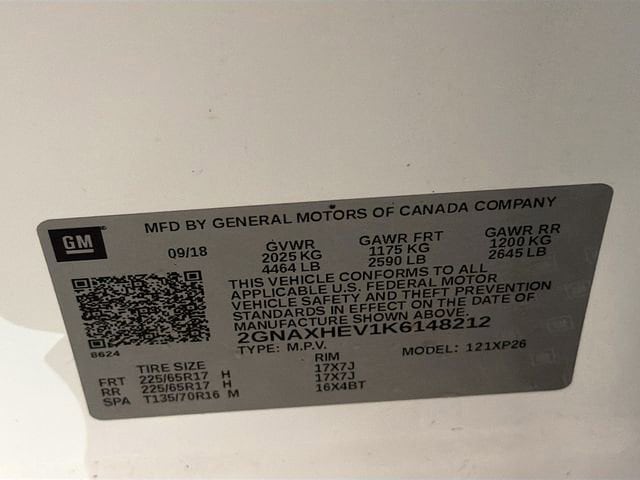 MFD BY GENERAL MOTORS OF CANADA COMPANY
GM
09/18 GVWR GAWR FRT GAWR RR
2025 KG 1175 KG 1200 KG
4464 LB 2590 LB 2645 LB
THIS VEHICLE CONFORMS TO ALL
APPLICABLE U.S. FEDERAL MOTOR
VEHICLE SAFETY AND THEFT PREVENTION
STANDARDS IN EFFECT ON THE DATE OF
MANUFACTURE SHOWN ABOVE.
2GNAXHEV1K6148212
8624
TYPE: M.P.V. MODEL: 121XP26
TIRE SIZE RIM
FRT 225/65R17 H 17X7J
RR 225/65R17 H 17X7J
SPA T135/70R16 M 16X4BT